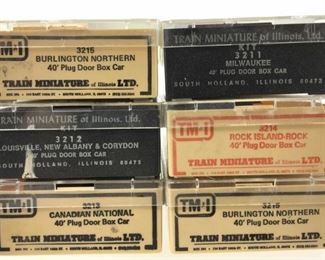 TM-I
3215
BURLINGTON NORTHERN
40' PLUG DOOR BOX CAR
TRAIN MINIATURE of Illinois LTD.
TRAIN MINIATURE of Illinois, Ltd.
KIT
3211
MILWAUKEE
40' PLUG DOOR BOX CAR
SOUTH HOLLAND, ILLINOIS 60473
TRAIN MINIATURE of Illinois, Ltd.
KIT
3212
LOUISVILLE, NEW ALBANY & CORYDON
40' PLUG DOOR BOX CAR
SOUTH HOLLAND, ILLINOIS 60473
TM-I
3214
ROCK ISLAND-ROCK
40' Plug Door Box Car
TRAIN MINIATURE of Illinois LTD.
TM-I
3213
CANADIAN NATIONAL
40' Plug Door Box Car
TRAIN MINIATURE of Illinois LTD.
TM-I
3215
BURLINGTON NORTHERN
40' PLUG DOOR BOX CAR
TRAIN MINIATURE of Illinois LTD.